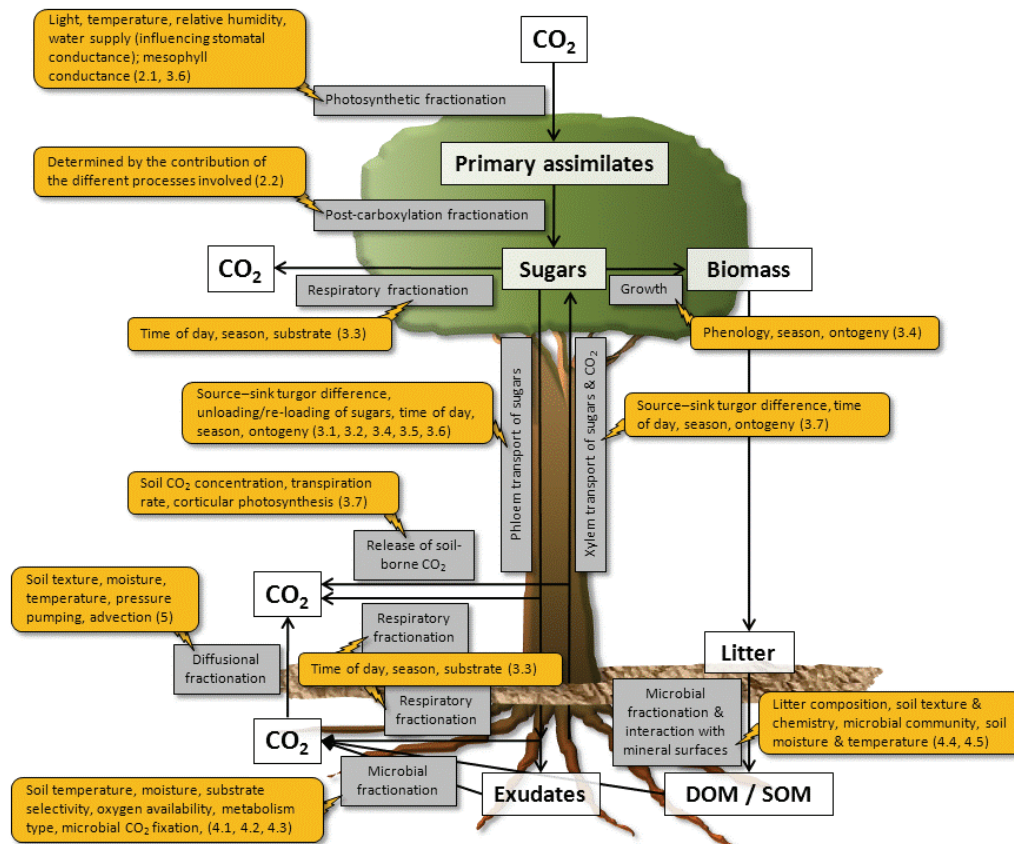 Light, temperature, relative humidity,
water supply (influencing stomatal
conductance); mesophyll
conductance (2.1, 3.6)
CO₂
Photosynthetic fractionation
Primary assimilates
Determined by the contribution of
the different processes involved (2.2)
Post-carboxylation fractionation
CO₂
Sugars
Biomass
Respiratory fractionation
Growth
Time of day, season, substrate (3.3)
Phenology, season, ontogeny (3.4)
Phloem transport of sugars
Xylem transport of sugars & CO₂
Source–sink turgor difference,
unloading/re-loading of sugars, time of day,
season, ontogeny (3.1, 3.2, 3.4, 3.5, 3.6)
Source–sink turgor difference, time
of day, season, ontogeny (3.7)
Soil CO₂ concentration, transpiration
rate, corticular photosynthesis (3.7)
Release of soil-
borne CO₂
Soil texture, moisture,
temperature, pressure
pumping, advection (5)
CO₂
Respiratory
fractionation
Diffusional
fractionation
Time of day, season, substrate (3.3)
Litter
Respiratory
fractionation
Microbial
fractionation &
interaction with
mineral surfaces
Litter composition, soil texture &
chemistry, microbial community, soil
moisture & temperature (4.4, 4.5)
CO₂
Microbial
fractionation
Soil temperature, moisture, substrate
selectivity, oxygen availability, metabolism
type, microbial CO₂ fixation, (4.1, 4.2, 4.3)
Exudates
DOM / SOM